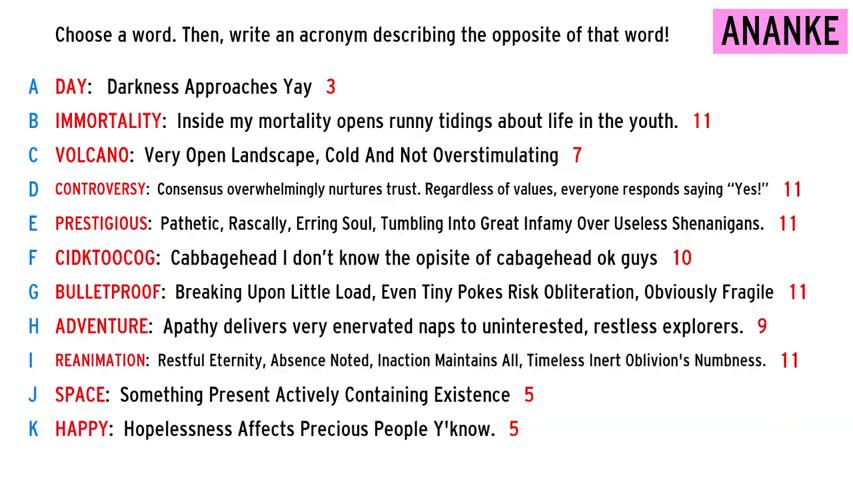 Choose a word. Then, write an acronym describing the opposite of that word!
ANANKE
A DAY: Darkness Approaches Yay 3
B IMMORTALITY: Inside my mortality opens runny tidings about life in the youth. 11
C VOLCANO: Very Open Landscape, Cold And Not Overstimulating 7
D CONTROVERSY: Consensus overwhelmingly nurtures trust. Regardless of values, everyone responds saying “Yes!” 11
E PRESTIGIOUS: Pathetic, Rascally, Erring Soul, Tumbling Into Great Infamy Over Useless Shenanigans. 11
F CIDKTOOCOG: Cabbagehead I don't know the opisite of cabagehead ok guys 10
G BULLETPROOF: Breaking Upon Little Load, Even Tiny Pokes Risk Obliteration, Obviously Fragile 11
H ADVENTURE: Apathy delivers very enervated naps to uninterested, restless explorers. 9
I REANIMATION: Restful Eternity, Absence Noted, Inaction Maintains All, Timeless Inert Oblivion's Numbness. 11
J SPACE: Something Present Actively Containing Existence 5
K HAPPY: Hopelessness Affects Precious People Y'know. 5